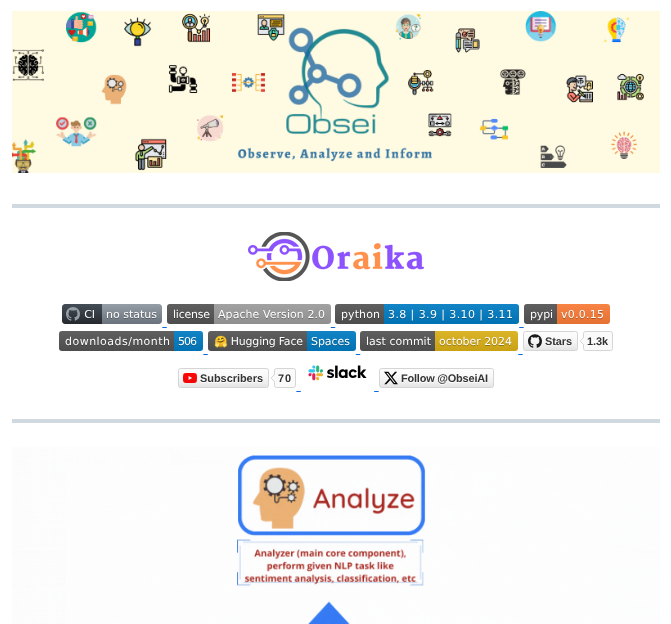 Obsei
Observe, Analyze and Inform
Oraika
CI no status license Apache Version 2.0 python 3.8 | 3.9 | 3.10 | 3.11 pypi v0.0.15
downloads/month 506 Hugging Face Spaces last commit october 2024 Stars 1.3k
Subscribers 70 slack Follow @ObseiAI
Analyze
Analyzer (main core component),
perform given NLP task like
sentiment analysis, classification, etc